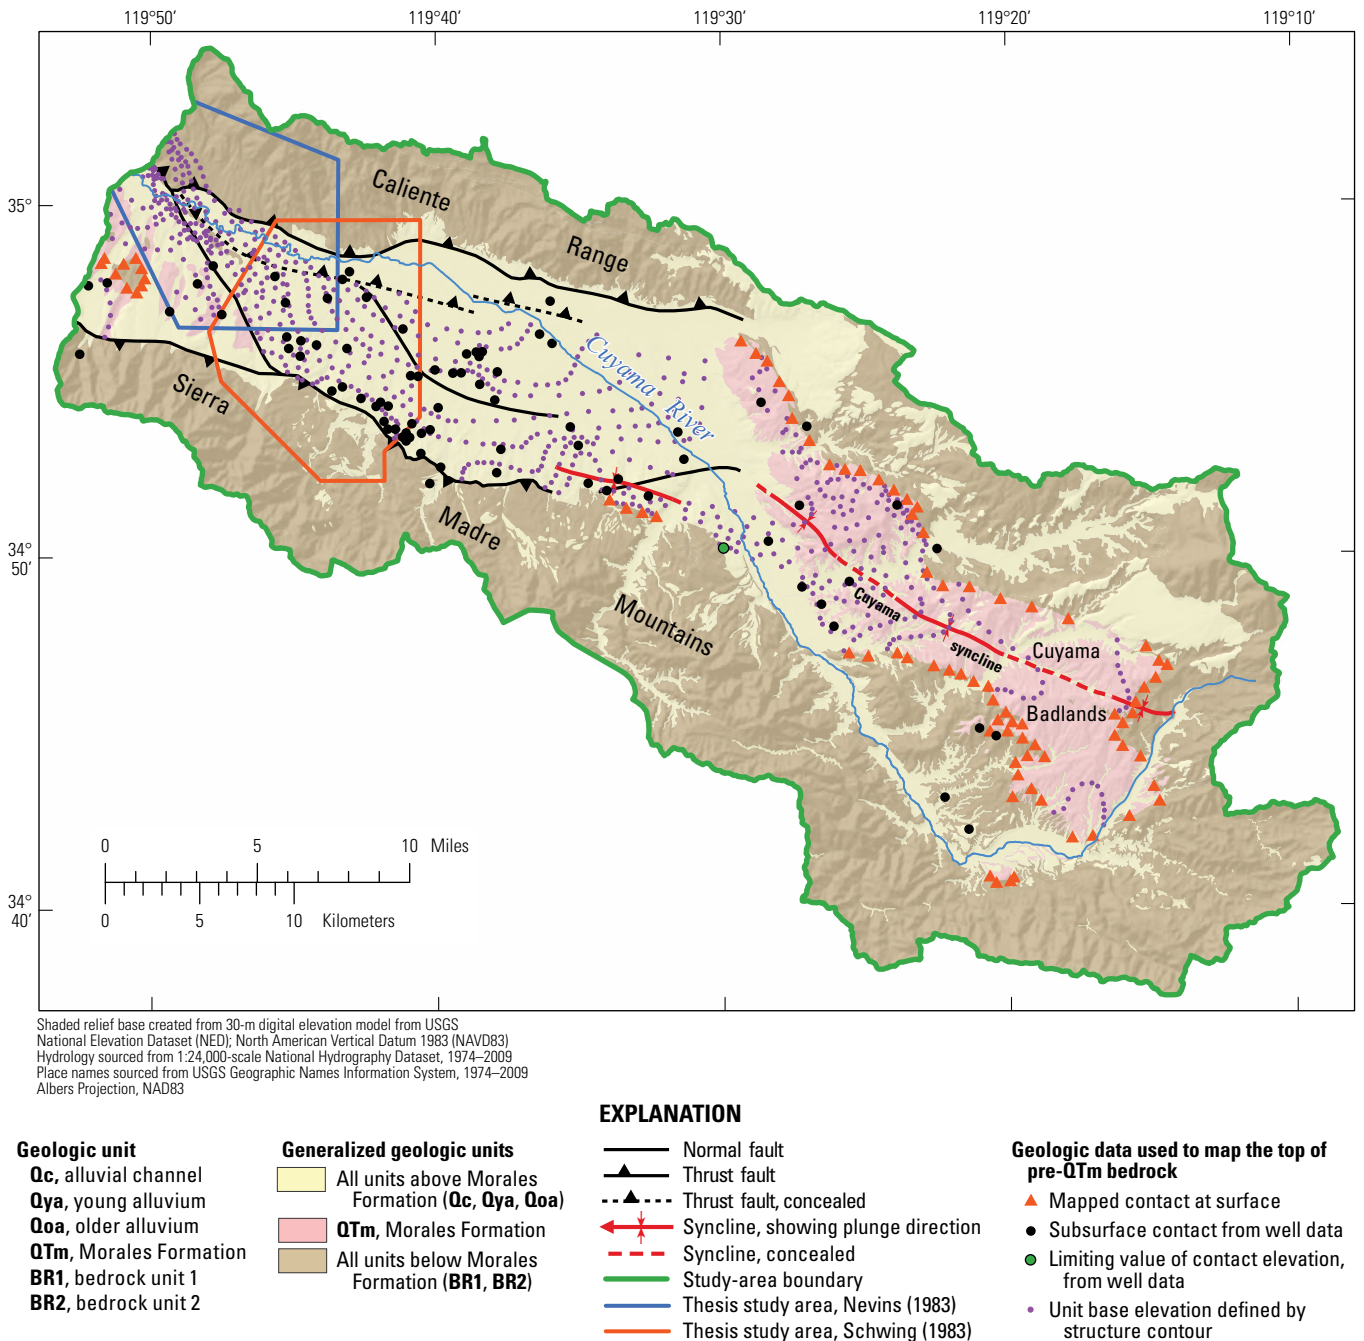 119°50'
119°40'
119°30'
119°20'
119°10'
35°
34°
50'
34°
40'
Caliente
Range
Cuyama River
Sierra
Madre
Mountains
Cuyama
syncline
Cuyama
Badlands
0 5 10 Miles
0 5 10 Kilometers
Shaded relief base created from 30-m digital elevation model from USGS
National Elevation Dataset (NED); North American Vertical Datum 1983 (NAVD83)
Hydrology sourced from 1:24,000-scale National Hydrography Dataset, 1974–2009
Place names sourced from USGS Geographic Names Information System, 1974–2009
Albers Projection, NAD83
EXPLANATION
Geologic unit
Qc, alluvial channel
Qya, young alluvium
Qoa, older alluvium
QTm, Morales Formation
BR1, bedrock unit 1
BR2, bedrock unit 2
Generalized geologic units
All units above Morales
Formation (Qc, Qya, Qoa)
QTm, Morales Formation
All units below Morales
Formation (BR1, BR2)
Normal fault
Thrust fault
Thrust fault, concealed
Syncline, showing plunge direction
Syncline, concealed
Study-area boundary
Thesis study area, Nevins (1983)
Thesis study area, Schwing (1983)
Geologic data used to map the top of
pre-QTm bedrock
Mapped contact at surface
Subsurface contact from well data
Limiting value of contact elevation,
from well data
Unit base elevation defined by
structure contour